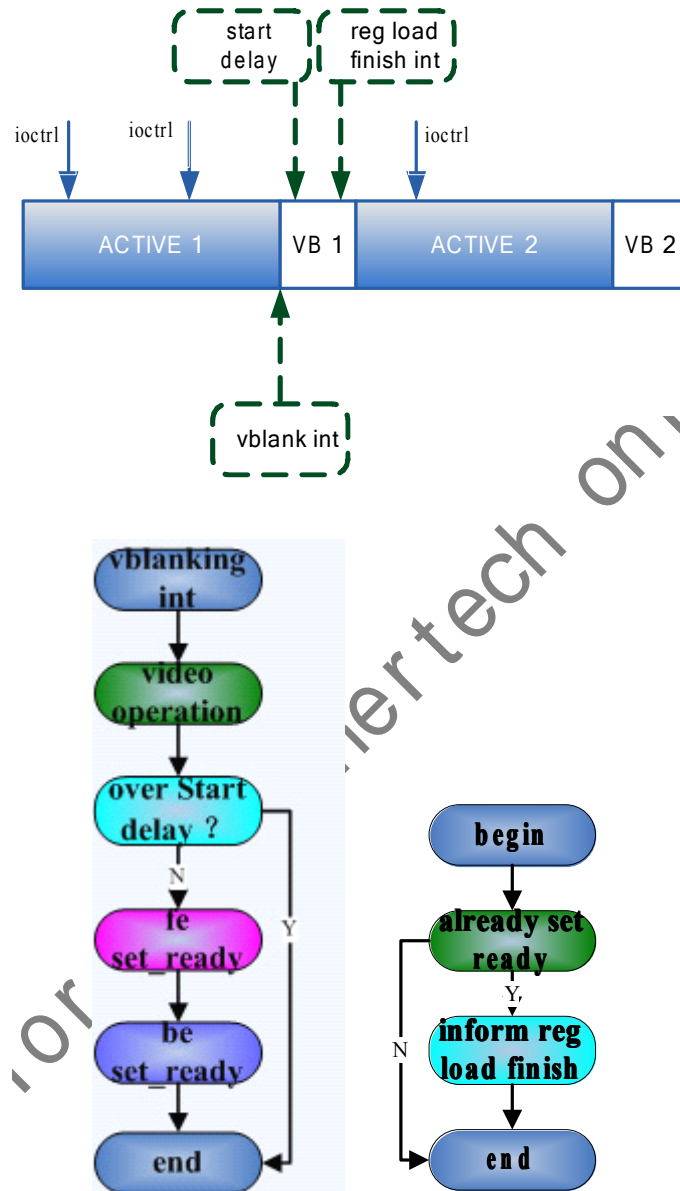 start
delay
reg load
finish int
ioctrl
ioctrl
ioctrl
ACTIVE 1
VB 1
ACTIVE 2
VB 2
vblank int
vblanking
int
video
operation
over Start
delay ?
N
Y
fe
set_ready
be
set_ready
end
begin
already set
ready
Y
N
inform reg
load finish
end